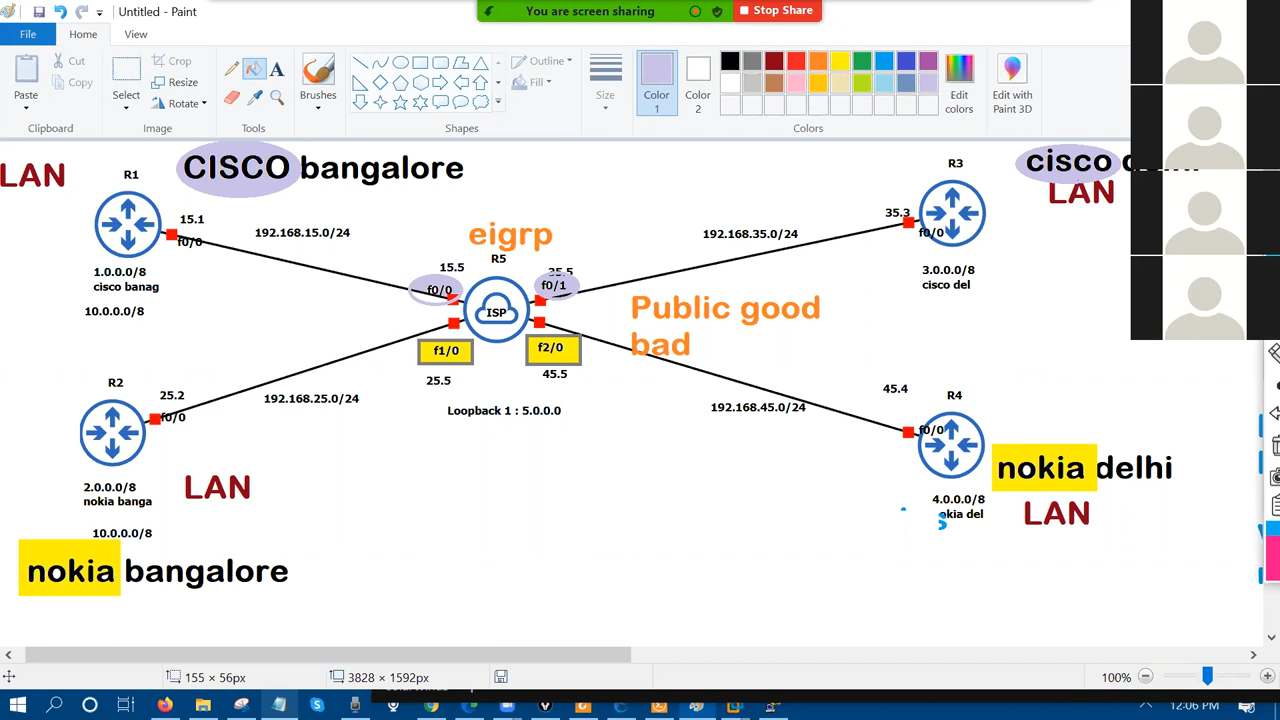 You are screen sharing
Stop Share
Untitled - Paint
File
Home
View
Paste
Cut
Copy
Clipboard
Select
Crop
Resize
Rotate
Image
Tools
A
Brushes
Shapes
Outline
Fill
Size
Color 1
Color 2
Edit colors
Edit with Paint 3D
Colors
LAN
R1
CISCO bangalore
15.1
f0/0
192.168.15.0/24
1.0.0.0/8
cisco banag
10.0.0.0/8
eigrp
R5
15.5
f0/0
35.5
f0/1
ISP
f1/0
f2/0
25.5
45.5
Loopback 1 : 5.0.0.0
192.168.35.0/24
Public good
bad
R3
cisco
LAN
35.3
f0/0
3.0.0.0/8
cisco del
R2
25.2
f0/0
192.168.25.0/24
2.0.0.0/8
nokia banga
LAN
10.0.0.0/8
nokia bangalore
192.168.45.0/24
45.4
R4
f0/0
nokia delhi
4.0.0.0/8
del
LAN
155 × 56px
3828 × 1592px
100%
12:06 PM